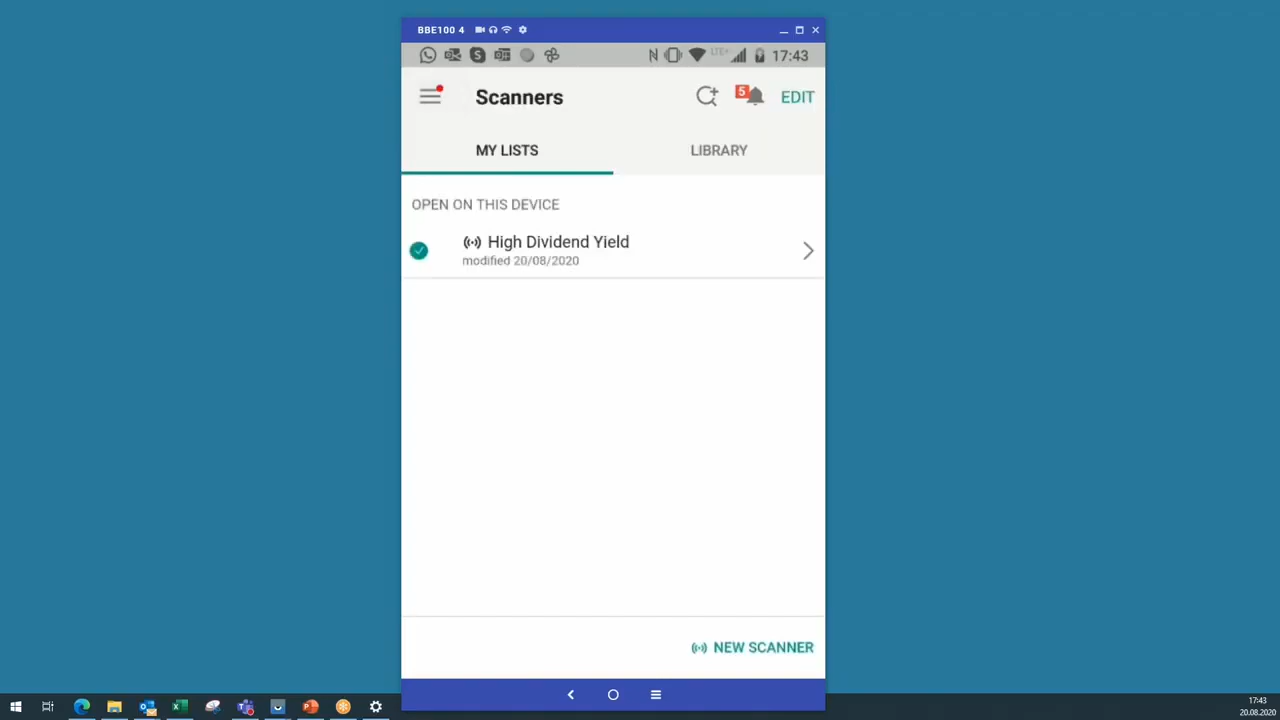 BBE100 4
LTE+ 17:43
Scanners
5
EDIT
MY LISTS
LIBRARY
OPEN ON THIS DEVICE
High Dividend Yield
modified 20/08/2020
NEW SCANNER
17:43
20.08.2020